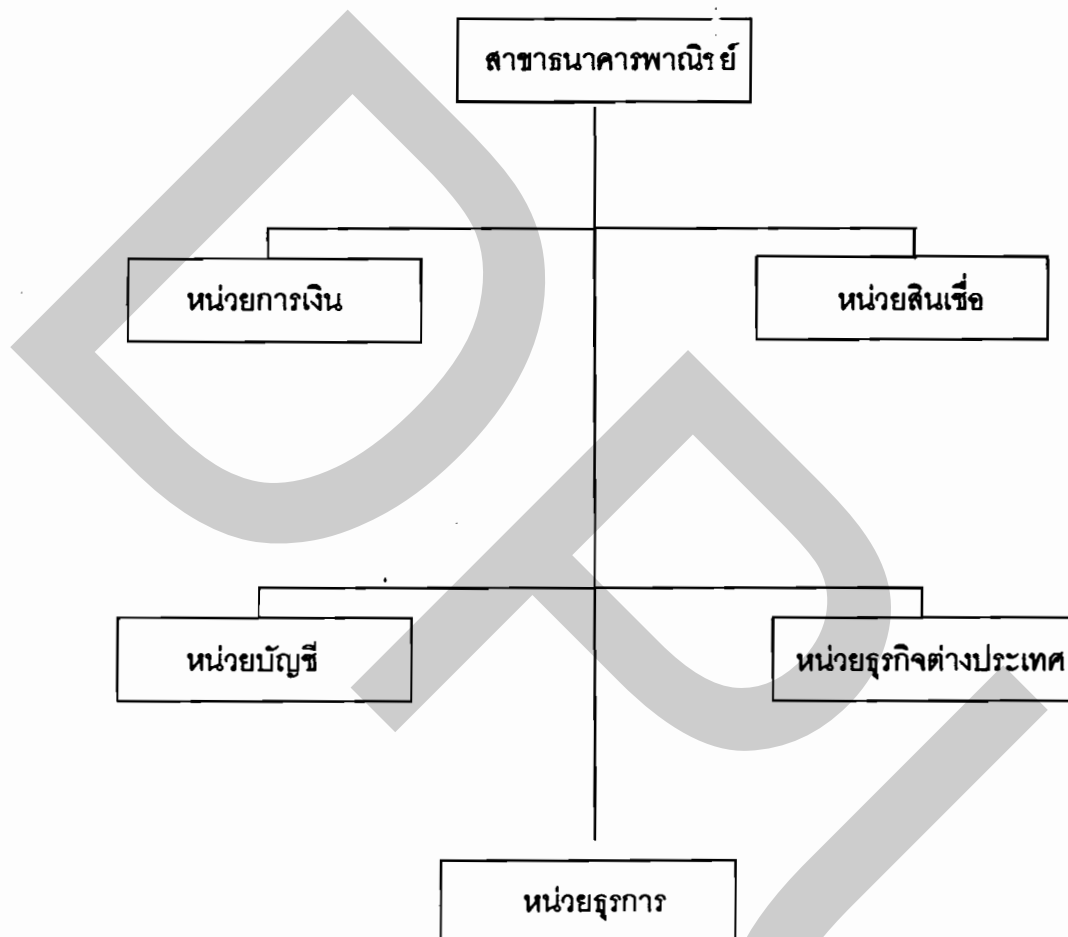 สาขาธนาคารพาณิชย์
หน่วยการเงิน
หน่วยสินเชื่อ
หน่วยบัญชี
หน่วยธุรกิจต่างประเทศ
หน่วยธุรการ